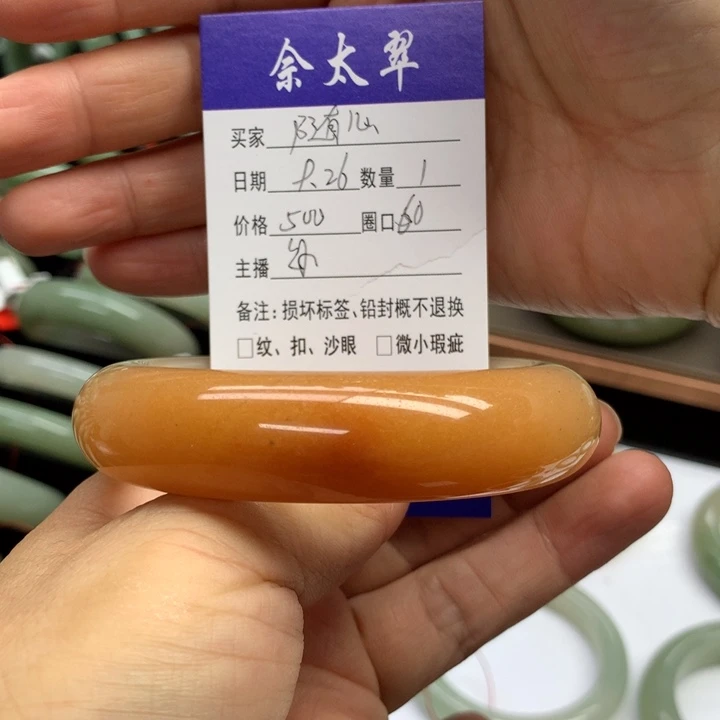 佘太翠
买家
日期 数量 1
价格 500 圈口 60
主播
备注：损坏标签、铅封概不退换
□纹、扣、沙眼 □微小瑕疵